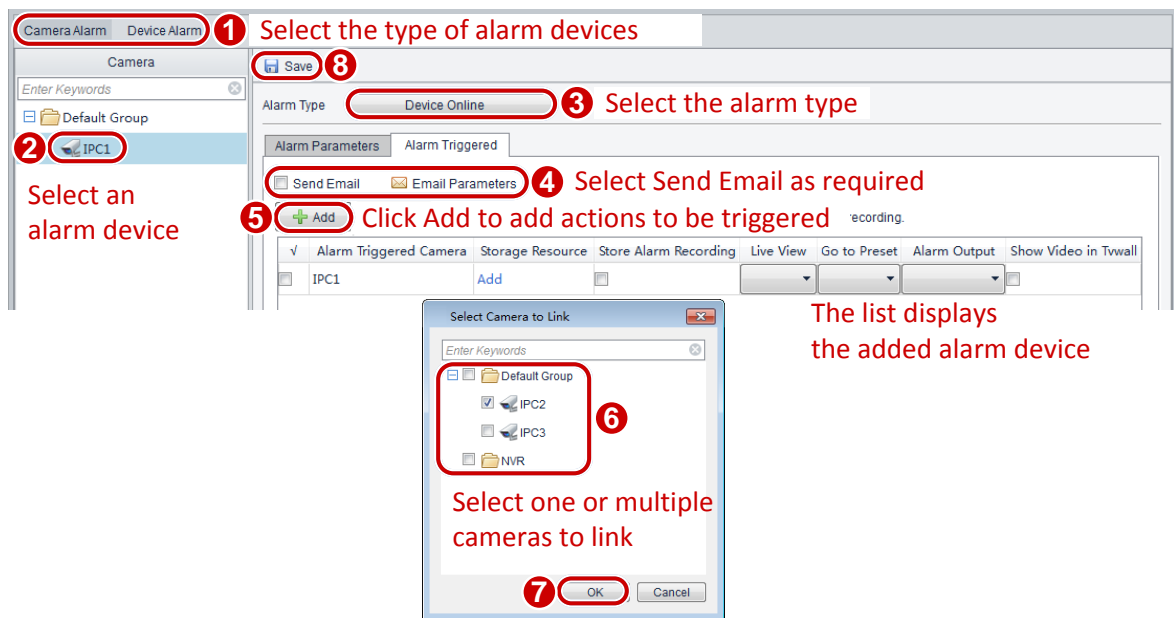 Camera Alarm Device Alarm 1 Select the type of alarm devices
Camera
Save 8
Enter Keywords
Alarm Type Device Online 3 Select the alarm type
Default Group
2 IPC1
Alarm Parameters Alarm Triggered
Send Email Email Parameters 4 Select Send Email as required
Select an
alarm device
5 Add Click Add to add actions to be triggered recording.
√ Alarm Triggered Camera Storage Resource Store Alarm Recording Live View Go to Preset Alarm Output Show Video in Tvwall
IPC1 Add
The list displays
the added alarm device
Select Camera to Link
Enter Keywords
Default Group
IPC2
6
IPC3
NVR
Select one or multiple
cameras to link
7 OK Cancel